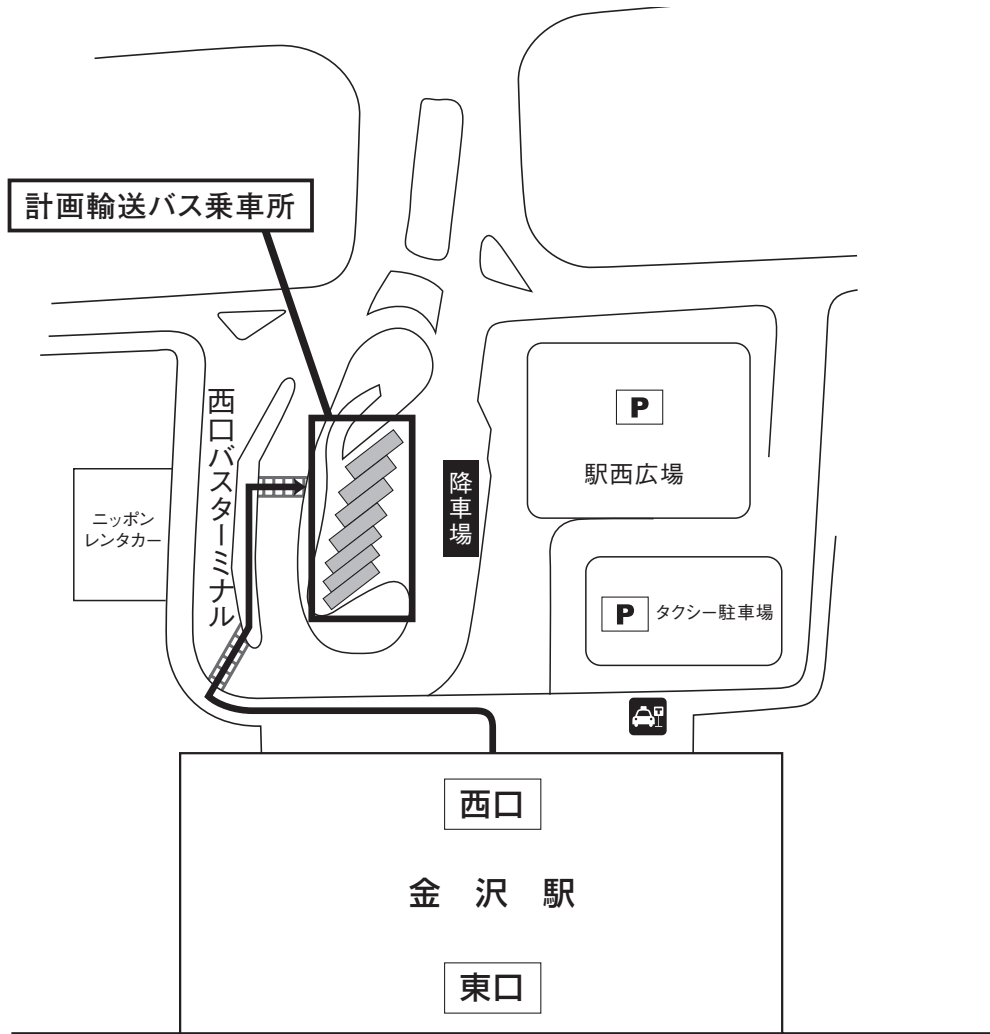 計画輸送バス乗車所
西口バスターミナル
ニッポン
レンタカー
降車場
P
駅西広場
P
タクシー駐車場
T
西口
金沢駅
東口